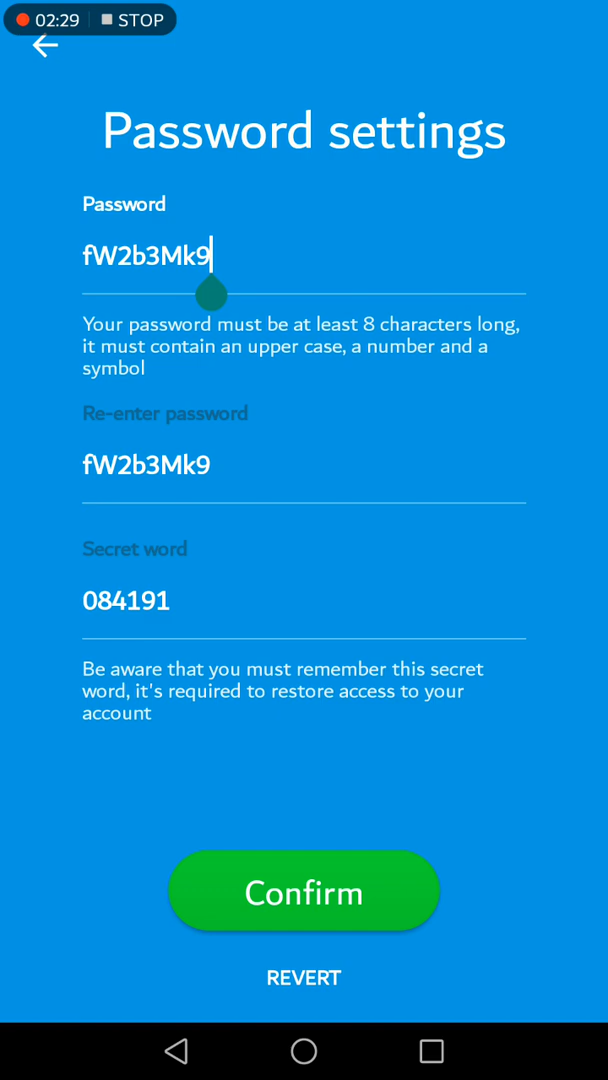 02:29 STOP
Password settings
Password
fW2b3Mk9
Your password must be at least 8 characters long,
it must contain an upper case, a number and a
symbol
Re-enter password
fW2b3Mk9
Secret word
084191
Be aware that you must remember this secret
word, it's required to restore access to your
account
Confirm
REVERT